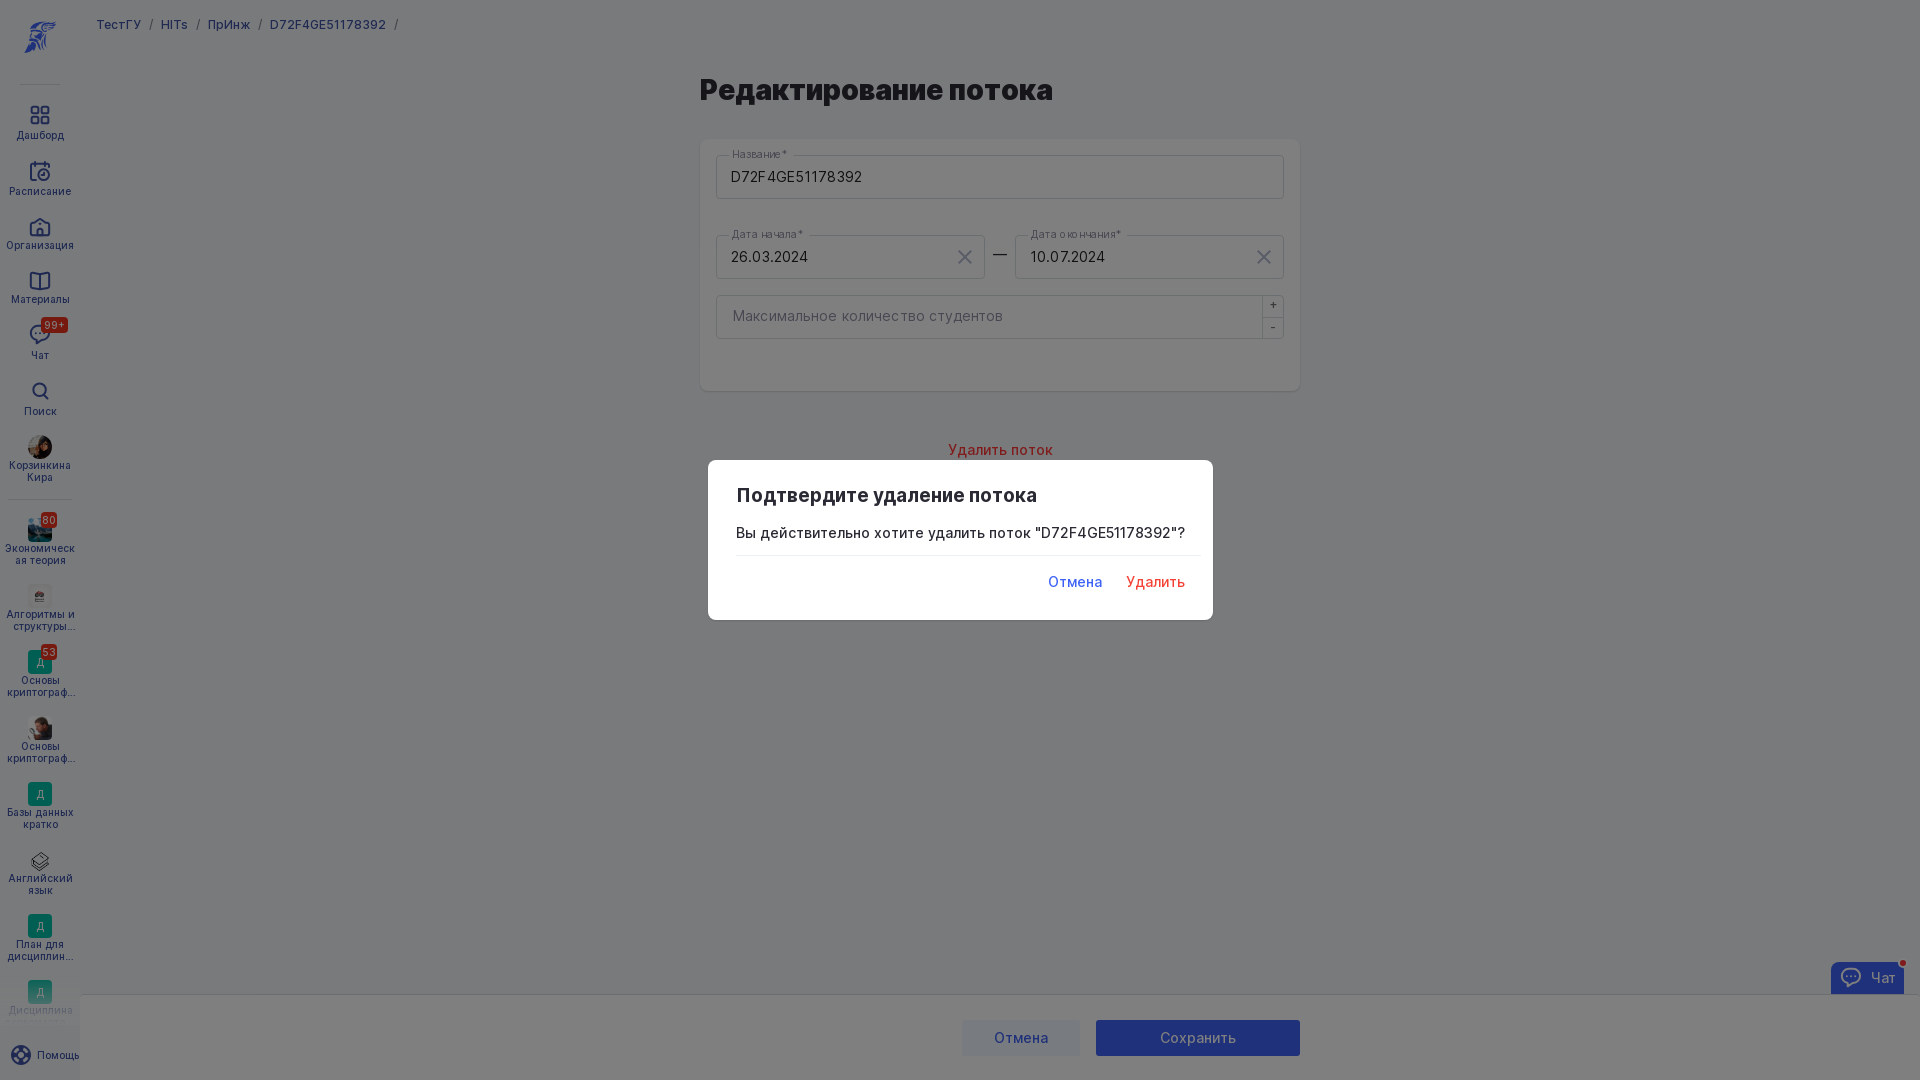 ТестГУ / HITs / ПрИнж / D72F4GE51178392 /
Дашборд
Расписание
Организация
Материалы
99+
Чат
Поиск
Корзинкина
Кира
80
Экономическ
ая теория
Алгоритмы и
структуры...
Д
53
Основы
криптограф...
Основы
криптограф...
Д
Базы данных
кратко
Английский
язык
Д
План для
дисциплин...
Д
Дисциплина
Помощь
Редактирование потока
Название*
D72F4GE51178392
Дата начала*
26.03.2024
—
Дата окончания*
10.07.2024
Максимальное количество студентов
+
-
Удалить поток
Подтвердите удаление потока
Вы действительно хотите удалить поток "D72F4GE51178392"?
Отмена
Удалить
Чат
Отмена
Сохранить